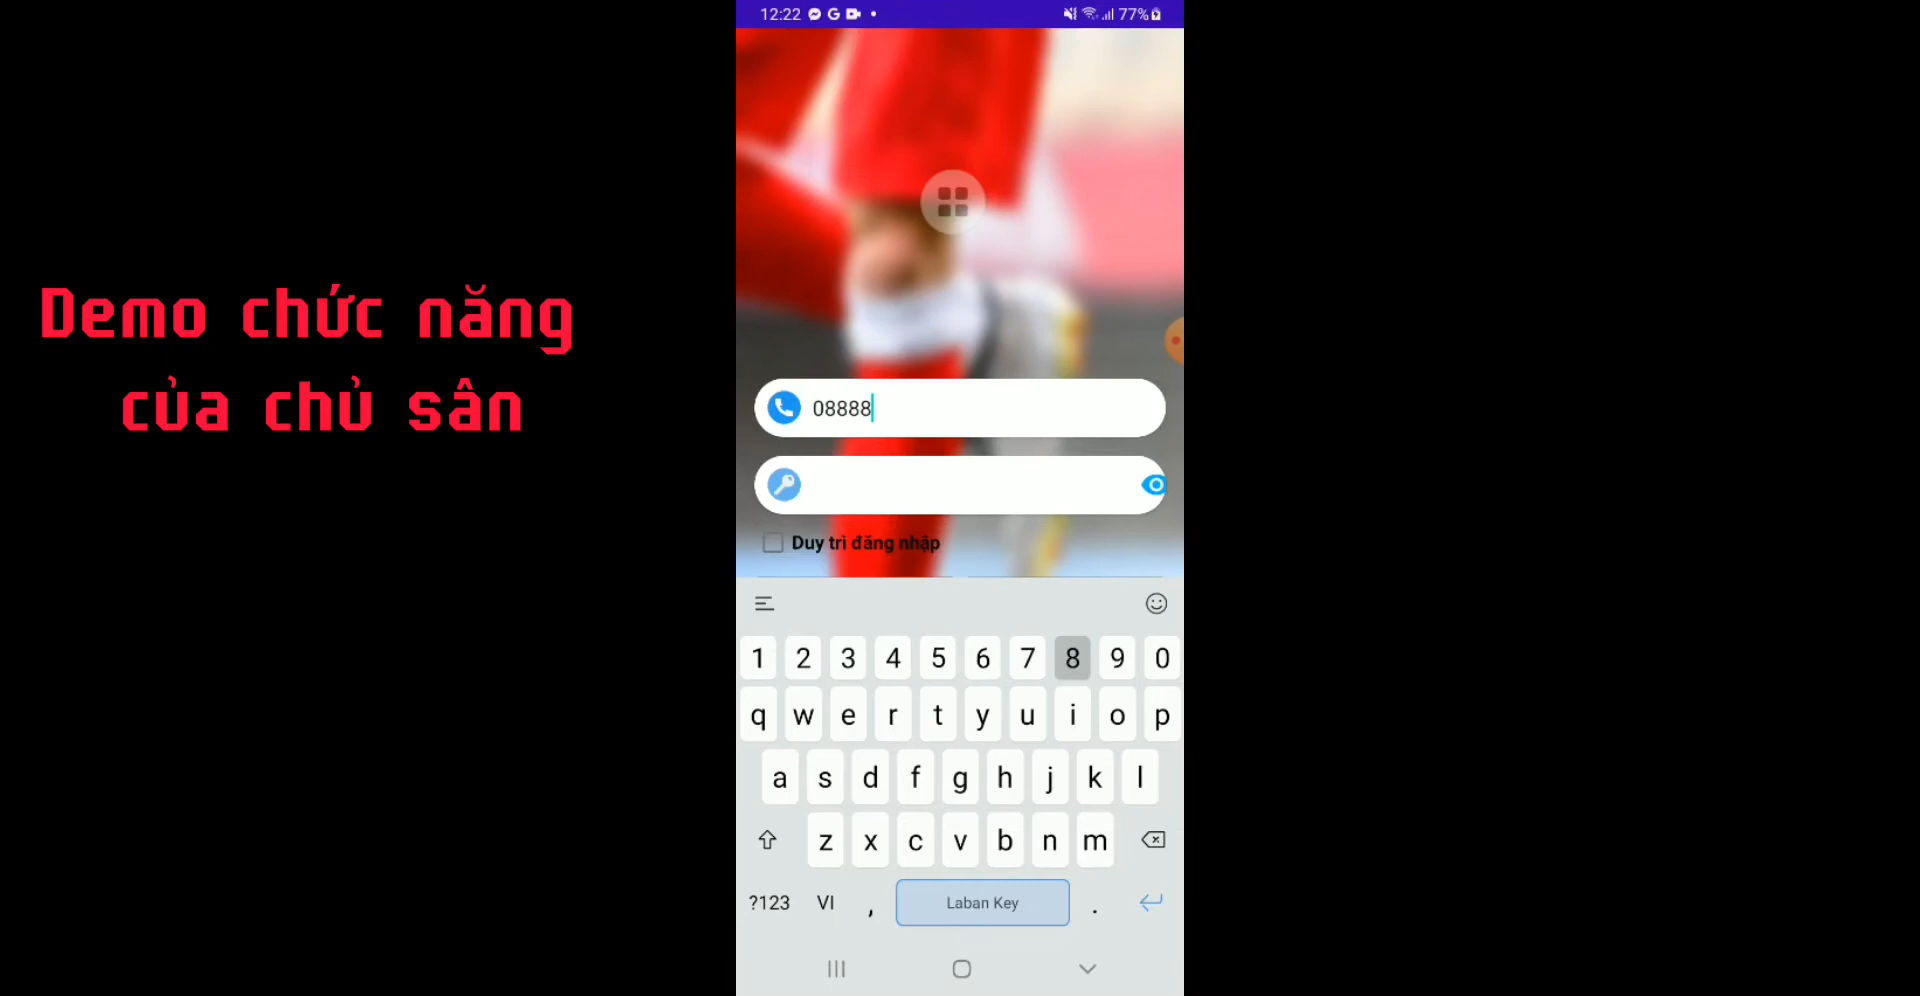 Demo chức năng
của chủ sân
12:22
77%
08888
Duy trì đăng nhập
1 2 3 4 5 6 7 8 9 0
q w e r t y u i o p
a s d f g h j k l
z x c v b n m
?123 VI , Laban Key .